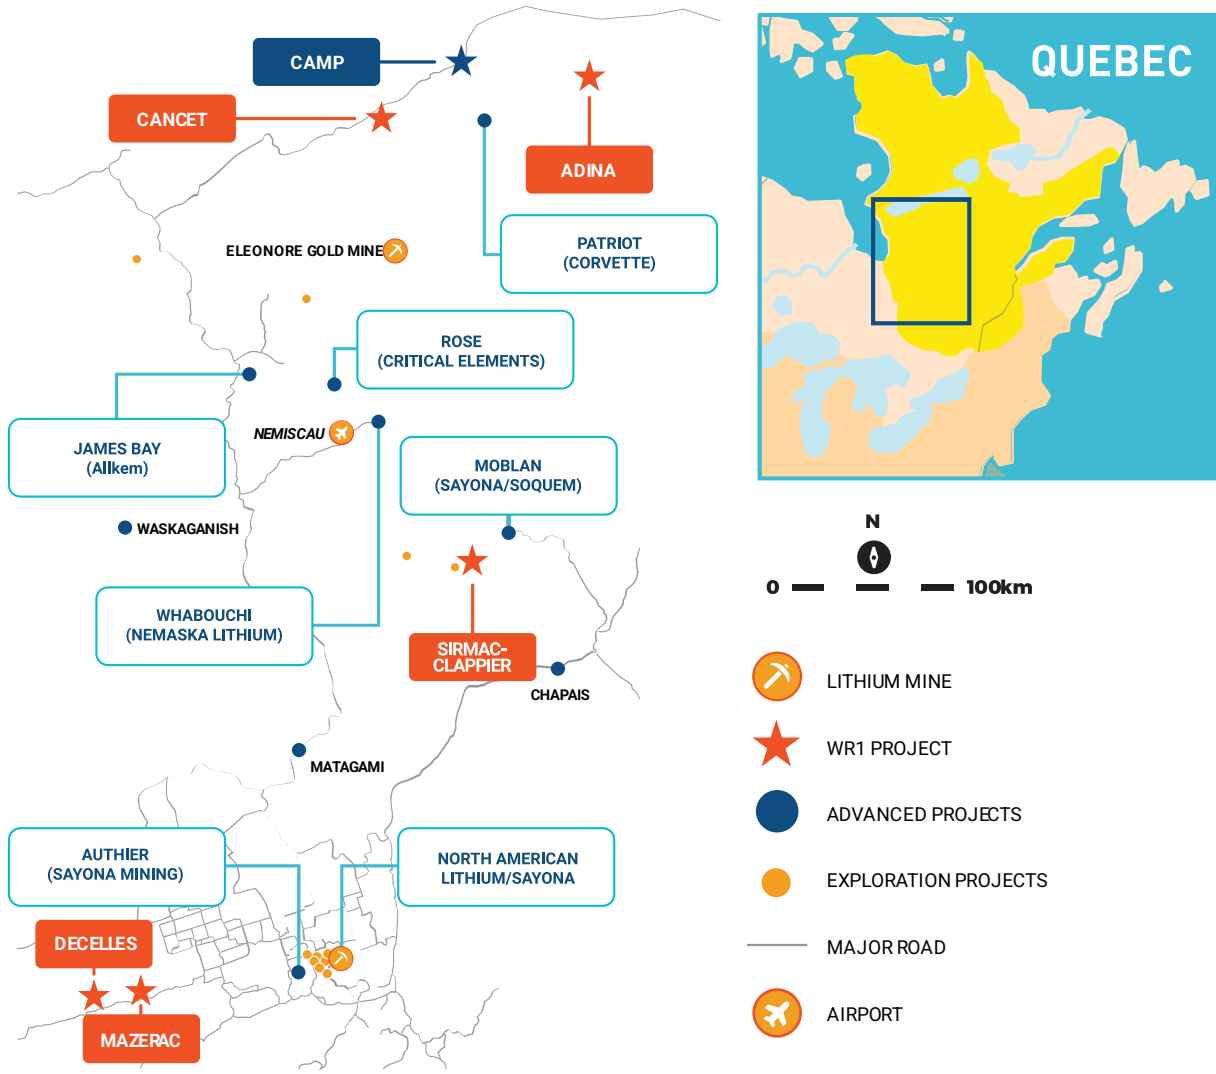 CAMP
QUEBEC
CANCET
ADINA
ELEONORE GOLD MINE
PATRIOT
(CORVETTE)
ROSE
(CRITICAL ELEMENTS)
JAMES BAY
(Allkem)
NEMISCAU
MOBLAN
(SAYONA/SOQUEM)
WASKAGANISH
N
0
100km
WHABOUCHI
(NEMASKA LITHIUM)
SIRMAC-
CLAPPIER
CHAPAIS
MATAGAMI
LITHIUM MINE
WR1 PROJECT
ADVANCED PROJECTS
EXPLORATION PROJECTS
MAJOR ROAD
AIRPORT
AUTHIER
(SAYONA MINING)
NORTH AMERICAN
LITHIUM/SAYONA
DECELLES
MAZERAC